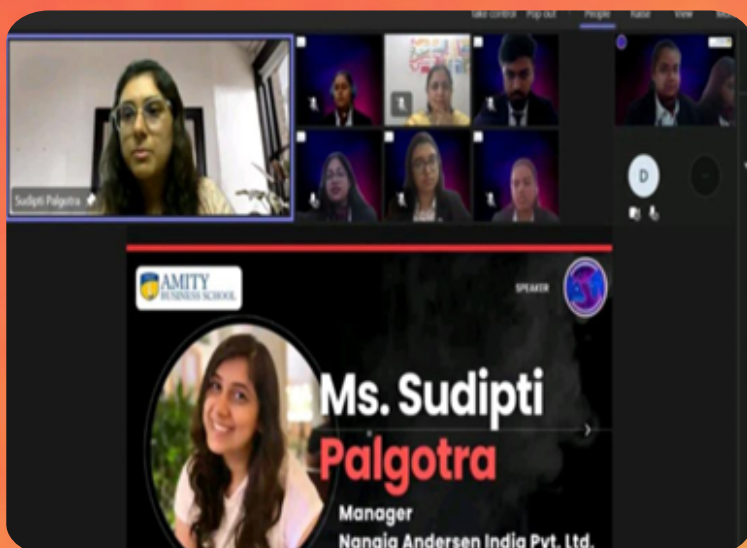 Take control Pop out People Raise View
Sudipti Palgotra
D
AMITY
BUSINESS SCHOOL
SPEAKER
Ms. Sudipti
Palgotra
Manager
Nangia Andersen India Pvt. Ltd.